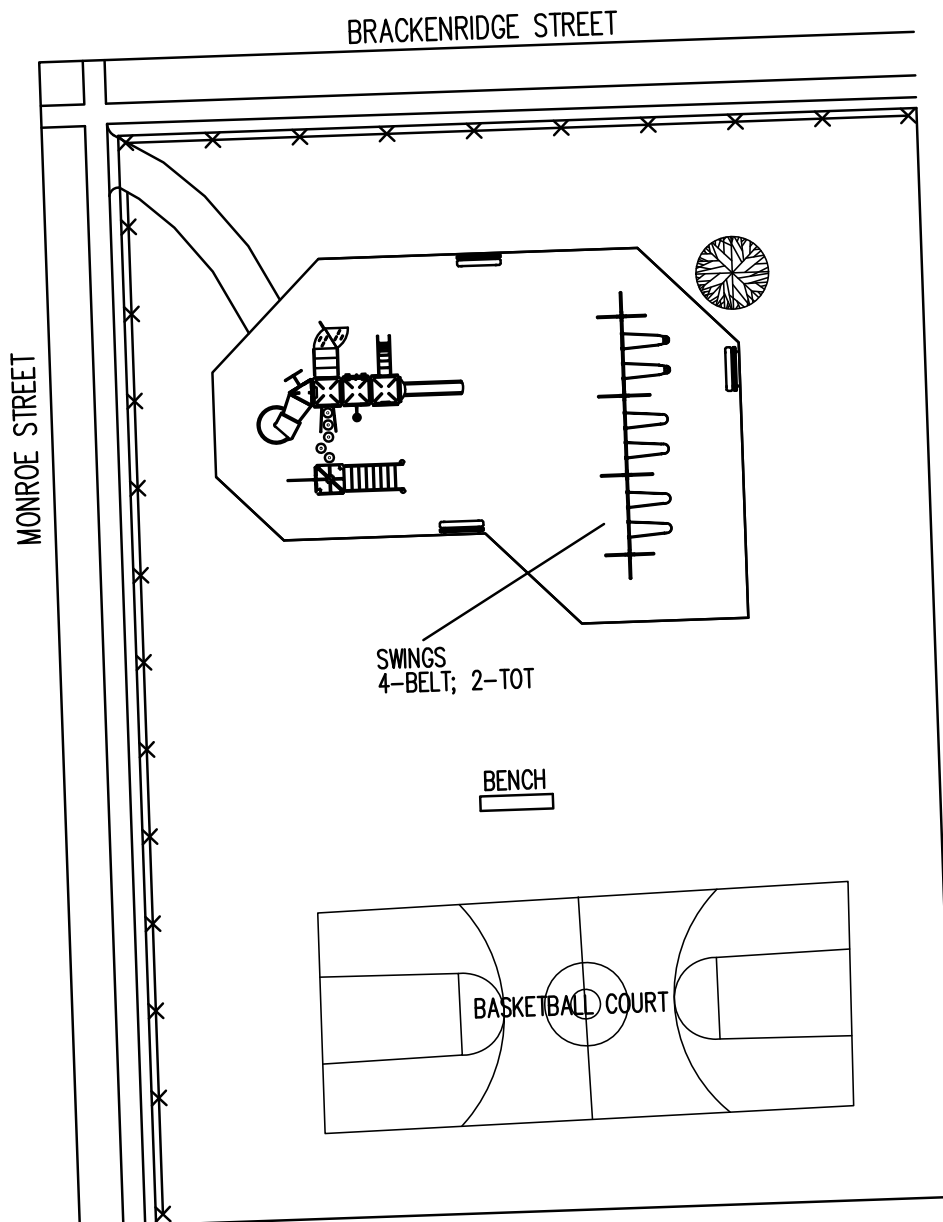 BRACKENRIDGE STREET
MONROE STREET
SWINGS
4-BELT; 2-TOT
BENCH
BASKETBALL COURT